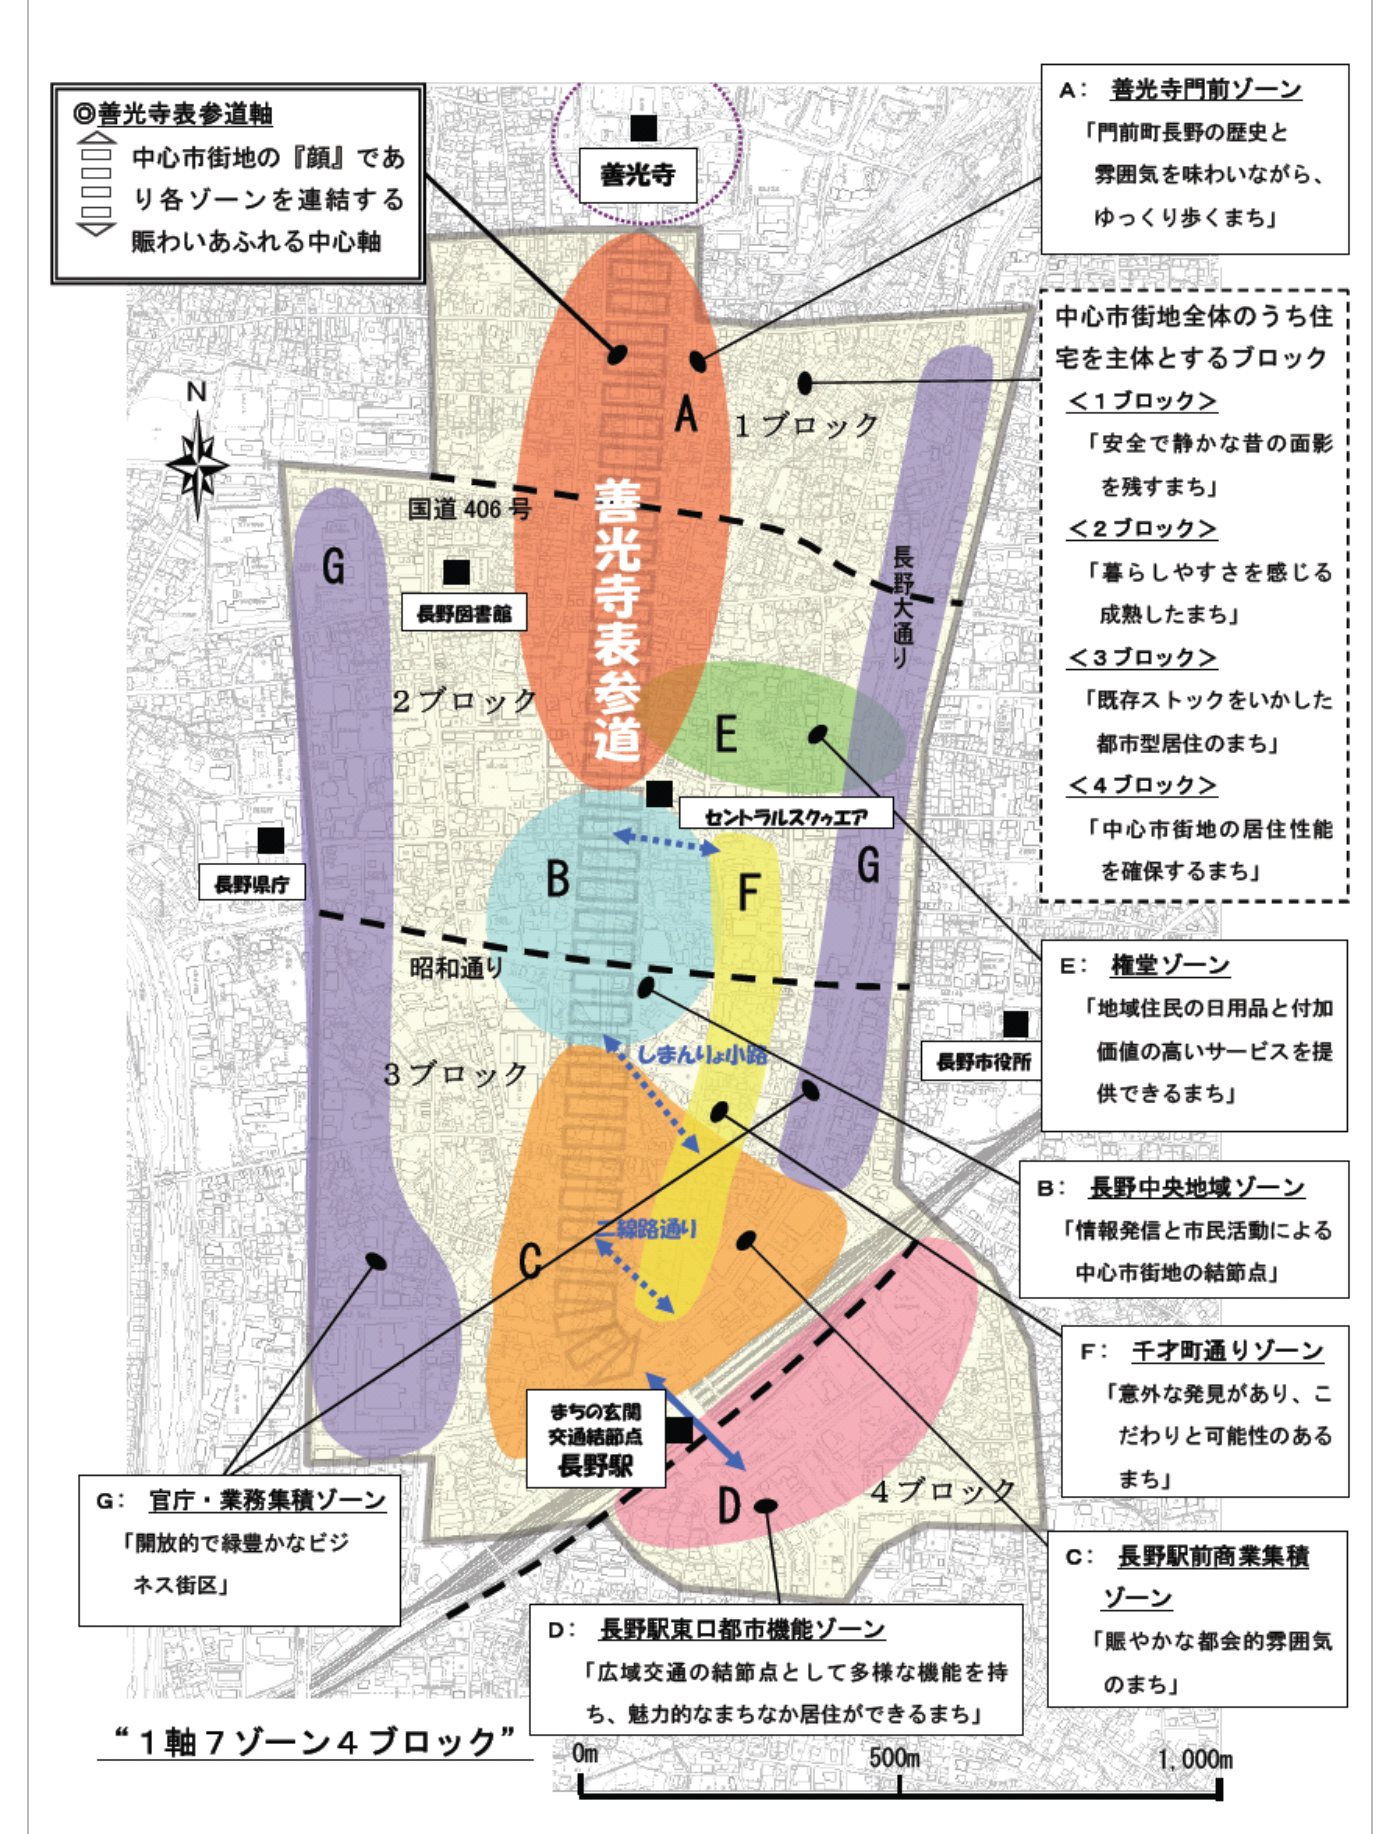 ◎善光寺表参道軸
中心市街地の『顔』であ
り各ゾーンを連結する
賑わいあふれる中心軸
善光寺
A： 善光寺門前ゾーン
「門前町長野の歴史と
雰囲気を味わいながら、
ゆっくり歩くまち」
中心市街地全体のうち住
宅を主体とするブロック
＜１ブロック＞
「安全で静かな昔の面影
を残すまち」
＜２ブロック＞
「暮らしやすさを感じる
成熟したまち」
＜３ブロック＞
「既存ストックをいかした
都市型居住のまち」
＜４ブロック＞
「中心市街地の居住性能
を確保するまち」
N
A
１ブロック
国道 406 号
善光寺表参道
G
長野図書館
長野大通り
２ブロック
E
セントラルスクゥエア
B
F
G
長野県庁
昭和通り
長野市役所
しまんりょ小路
３ブロック
二線路通り
C
まちの玄関
交通結節点
長野駅
D
４ブロック
E： 権堂ゾーン
「地域住民の日用品と付加
価値の高いサービスを提
供できるまち」
B： 長野中央地域ゾーン
「情報発信と市民活動による
中心市街地の結節点」
F： 千才町通りゾーン
「意外な発見があり、こ
だわりと可能性のある
まち」
C： 長野駅前商業集積
ゾーン
「賑やかな都会的雰囲気
のまち」
G： 官庁・業務集積ゾーン
「開放的で緑豊かなビジ
ネス街区」
D： 長野駅東口都市機能ゾーン
「広域交通の結節点として多様な機能を持
ち、魅力的なまちなか居住ができるまち」
“１軸７ゾーン４ブロック”
0m
500m
1,000m